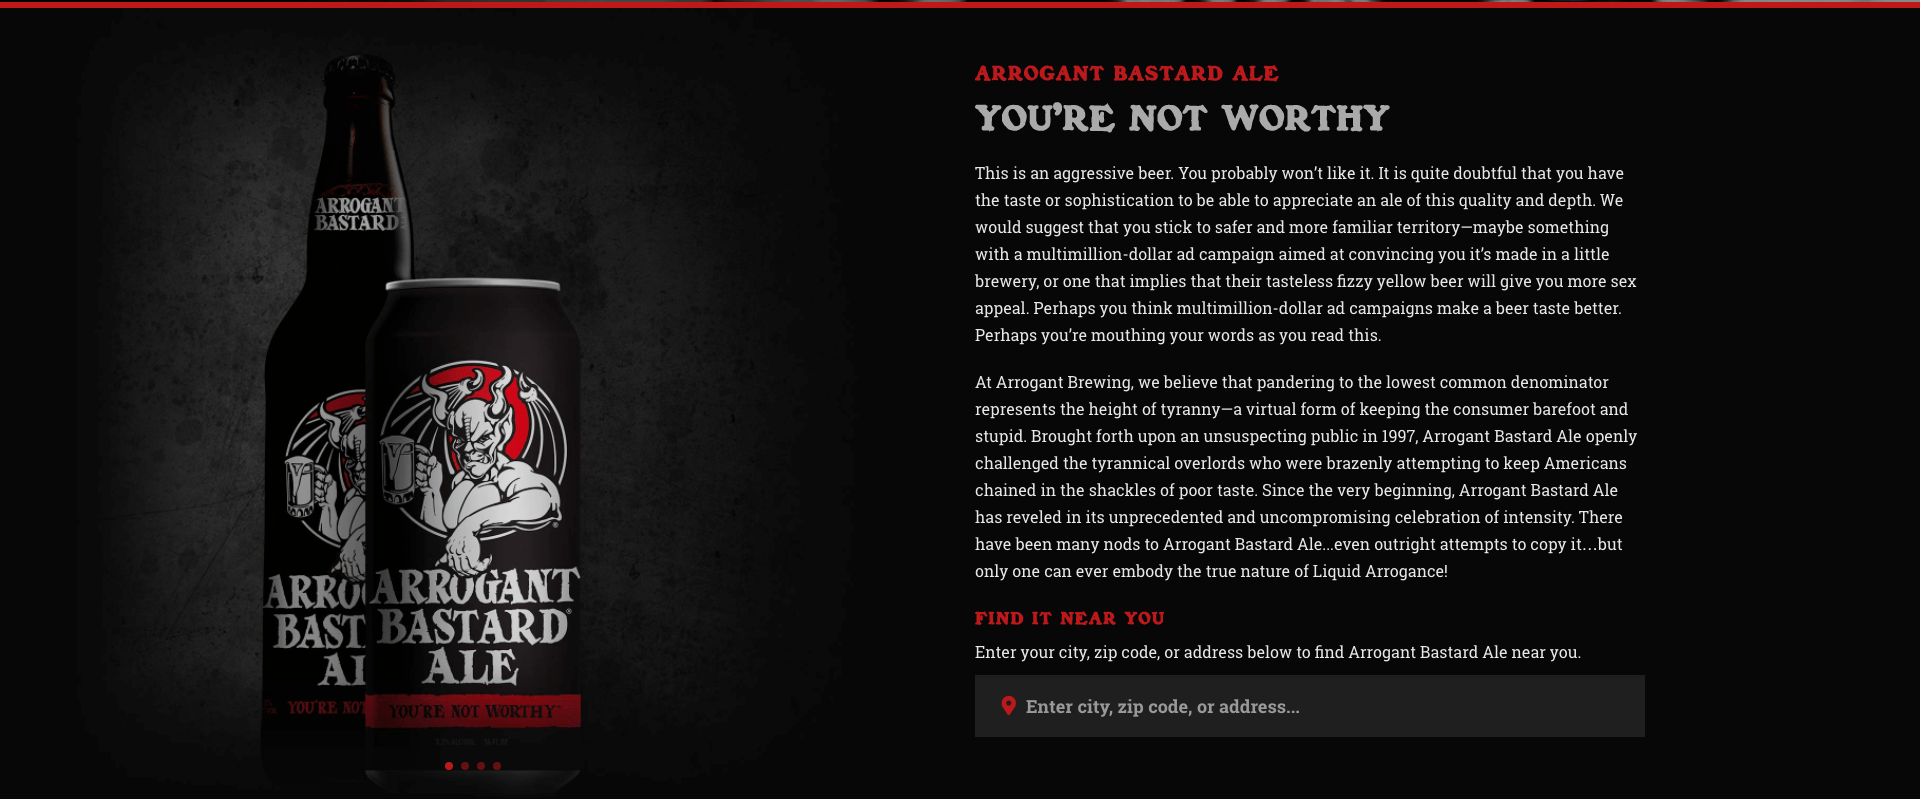 ARROGANT BASTARD ALE
YOU'RE NOT WORTHY
This is an aggressive beer. You probably won't like it. It is quite doubtful that you have
the taste or sophistication to be able to appreciate an ale of this quality and depth. We
would suggest that you stick to safer and more familiar territory—maybe something
with a multimillion-dollar ad campaign aimed at convincing you it's made in a little
brewery, or one that implies that their tasteless fizzy yellow beer will give you more sex
appeal. Perhaps you think multimillion-dollar ad campaigns make a beer taste better.
Perhaps you're mouthing your words as you read this.
At Arrogant Brewing, we believe that pandering to the lowest common denominator
represents the height of tyranny—a virtual form of keeping the consumer barefoot and
stupid. Brought forth upon an unsuspecting public in 1997, Arrogant Bastard Ale openly
challenged the tyrannical overlords who were brazenly attempting to keep Americans
chained in the shackles of poor taste. Since the very beginning, Arrogant Bastard Ale
has reveled in its unprecedented and uncompromising celebration of intensity. There
have been many nods to Arrogant Bastard Ale...even outright attempts to copy it…but
only one can ever embody the true nature of Liquid Arrogance!
FIND IT NEAR YOU
Enter your city, zip code, or address below to find Arrogant Bastard Ale near you.
Enter city, zip code, or address...
ARROGANT
BASTARD
ARRO
BAST
AL
YOU'RE NOT
ARROGANT
BASTARD®
ALE
YOU'RE NOT WORTHY